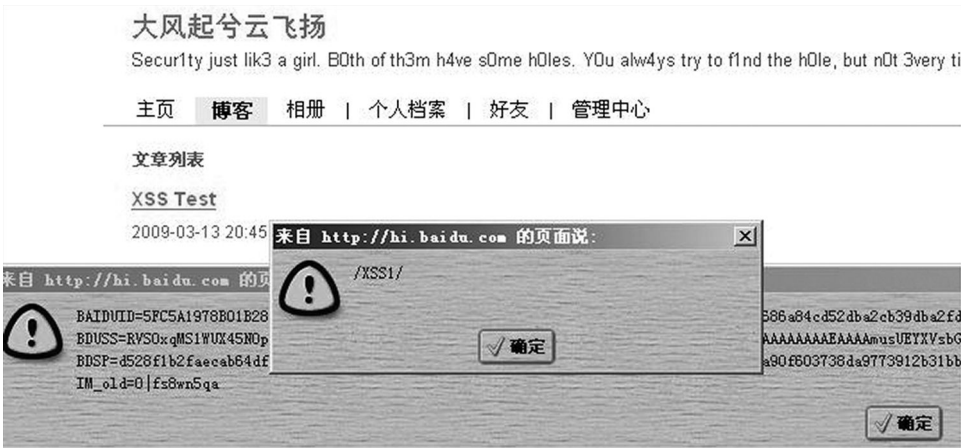 大风起兮云飞扬
Secur1ty just lik3 a girl. B0th of th3m h4ve s0me h0les. Y0u alw4ys try to f1nd the h0le, but n0t 3very ti
主页 博客 相册 | 个人档案 | 好友 | 管理中心
文章列表
XSS Test
2009-03-13 20:45
来自 http://hi.baidu.com 的页面说:
/XSS1/
确定
来自 http://hi.baidu.com 的页
BAIDUID=5FC5A1978B01B28 586a84cd52dba2cb39dba2fd
BDUSS=RVSOxqMS1WUX45NOp AAAAAAAAEAAAAmusUEYXVsbG
BDSP=d528f1b2faecab64df a90f603738da9773912b31bb
IM_old=0|fs8wn5qa
确定